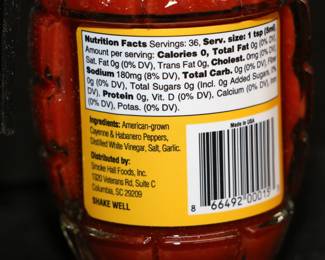 Nutrition Facts Servings: 36, Serv. size: 1 tsp (5ml)
Amount per serving: Calories 0, Total Fat 0g (0% DV),
Sat. Fat 0g (0% DV), Trans Fat 0g, Cholest. 0mg (0% DV),
Sodium 180mg (8% DV), Total Carb. 0g (0% DV), Fiber 0g
(0% DV), Total Sugars 0g (Incl. 0g Added Sugars, 0%
DV), Protein 0g, Vit. D (0% DV), Calcium (0% DV), Iron
(0% DV), Potas. (0% DV).
Ingredients: American-grown
Cayenne & Habanero Peppers,
Distilled White Vinegar, Salt, Garlic.
Distributed by:
Smoke Hall Foods, Inc.
1920 Veterans Rd, Suite C
Columbia, SC 29209
SHAKE WELL
Made in USA
8 66492 00015